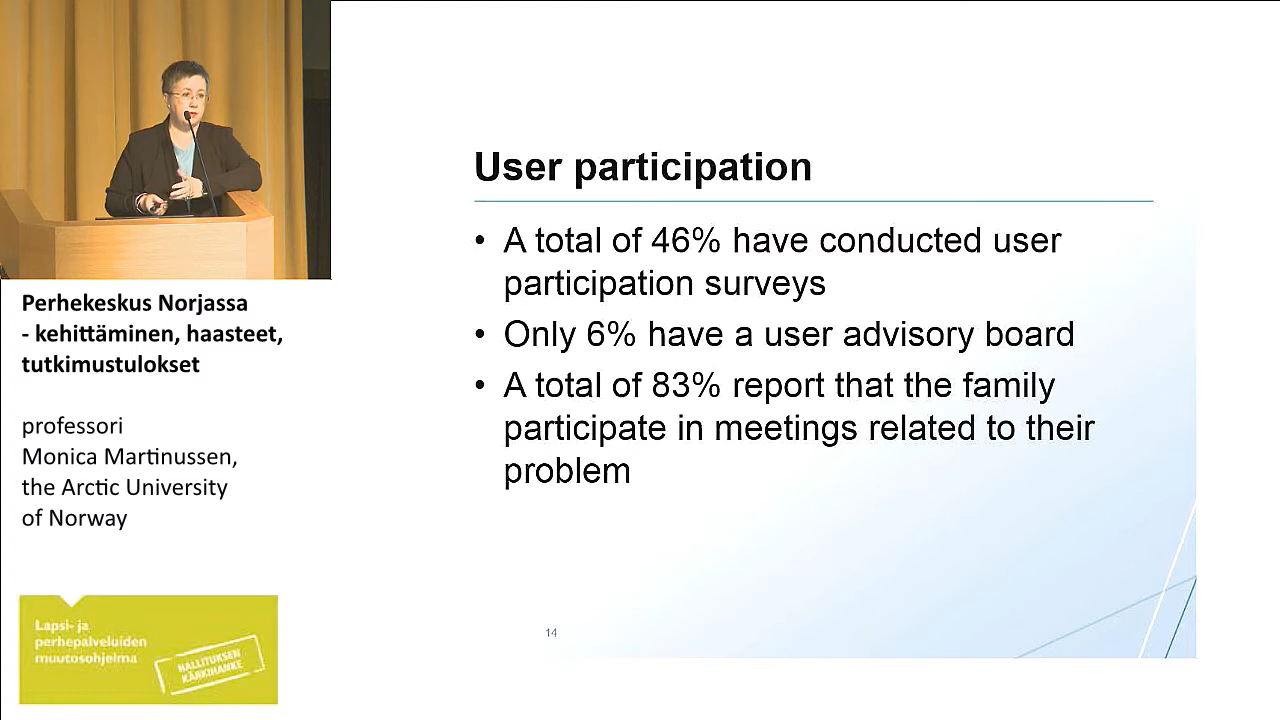 Perhekeskus Norjassa
- kehittäminen, haasteet,
tutkimustulokset
professori
Monica Martinussen,
the Arctic University
of Norway
Lapsi- ja
perhepalveluiden
muutosohjelma
HALLITUKSEN
KÄRKIHANKE
User participation
• A total of 46% have conducted user
participation surveys
• Only 6% have a user advisory board
• A total of 83% report that the family
participate in meetings related to their
problem
14